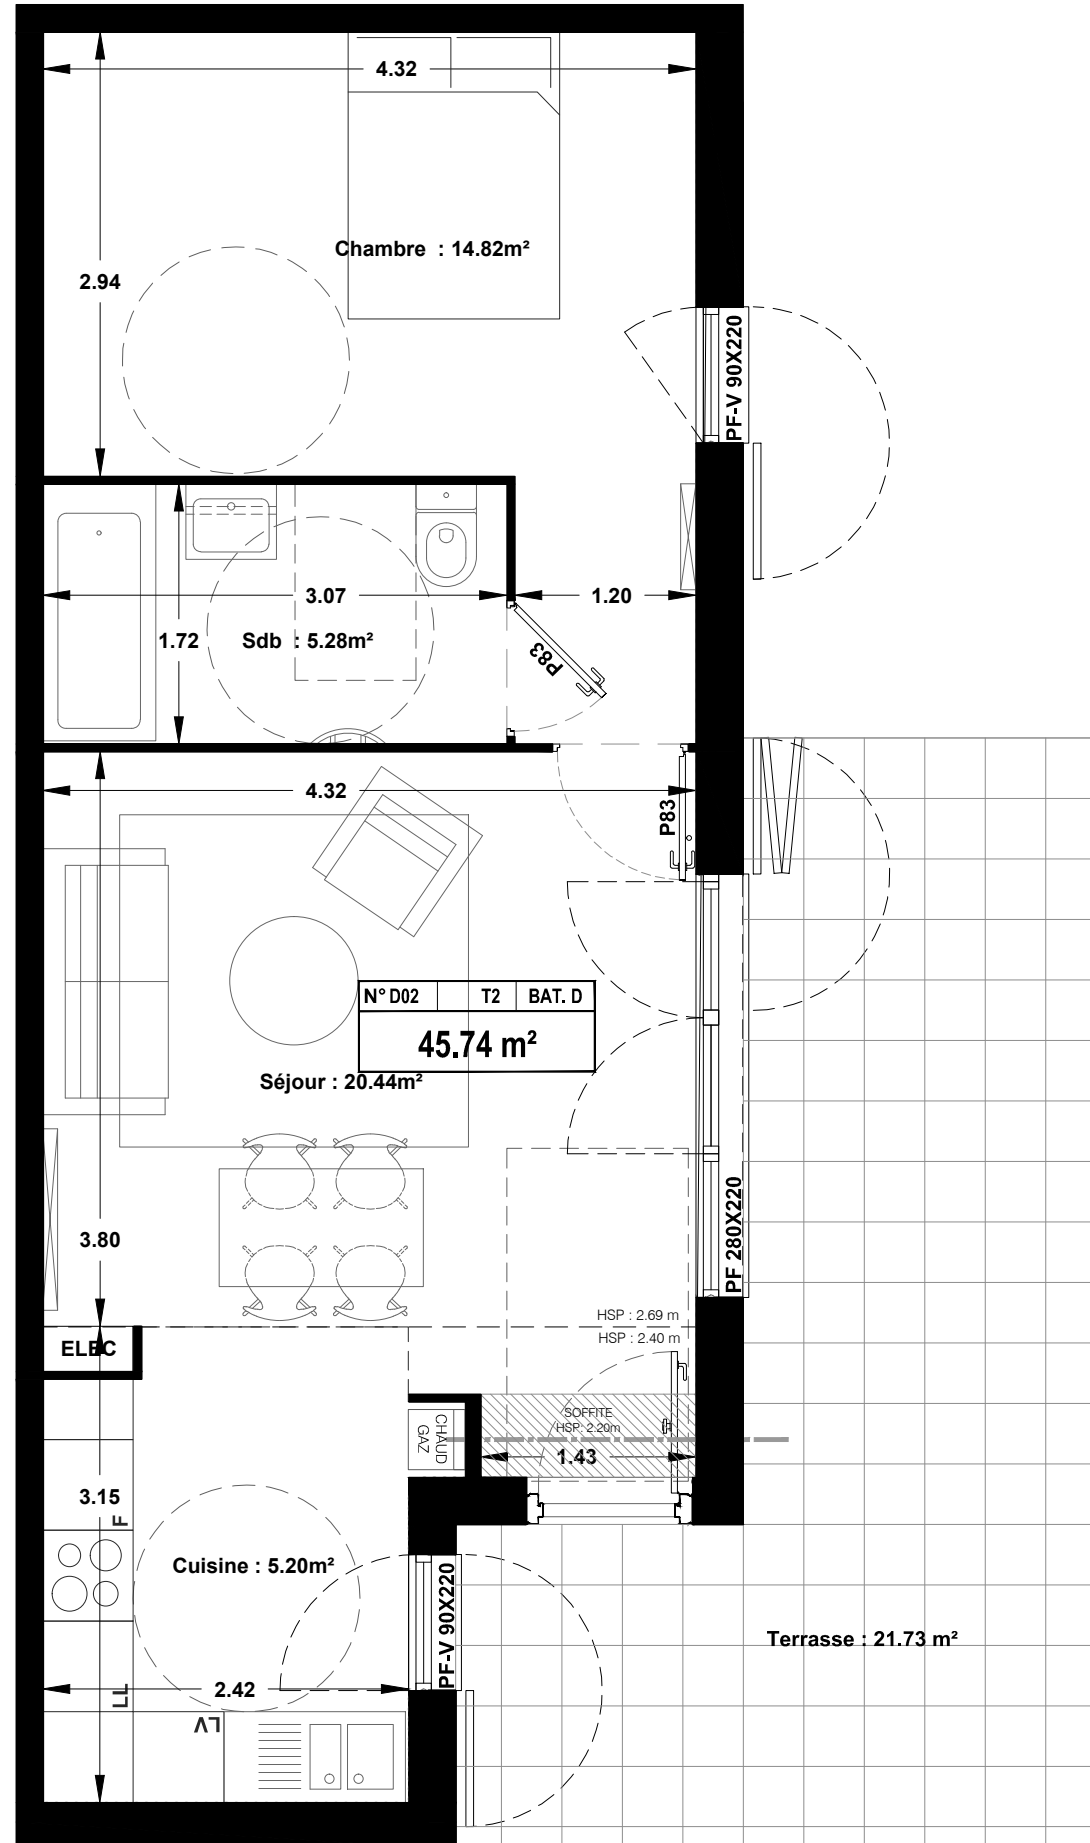 4.32
Chambre : 14.82m²
2.94
PF-V 90X220
3.07
1.20
1.72
Sdb : 5.28m²
P83
4.32
P83
N° D02 T2 BAT. D
45.74 m²
Séjour : 20.44m²
3.80
PF 280X220
HSP : 2.69 m
HSP : 2.40 m
ELEC
SOFFITE
HSP: 2.20m
CHAUD
GAZ
1.43
3.15
F
Cuisine : 5.20m²
PF-V 90X220
Terrasse : 21.73 m²
2.42
LL
LV